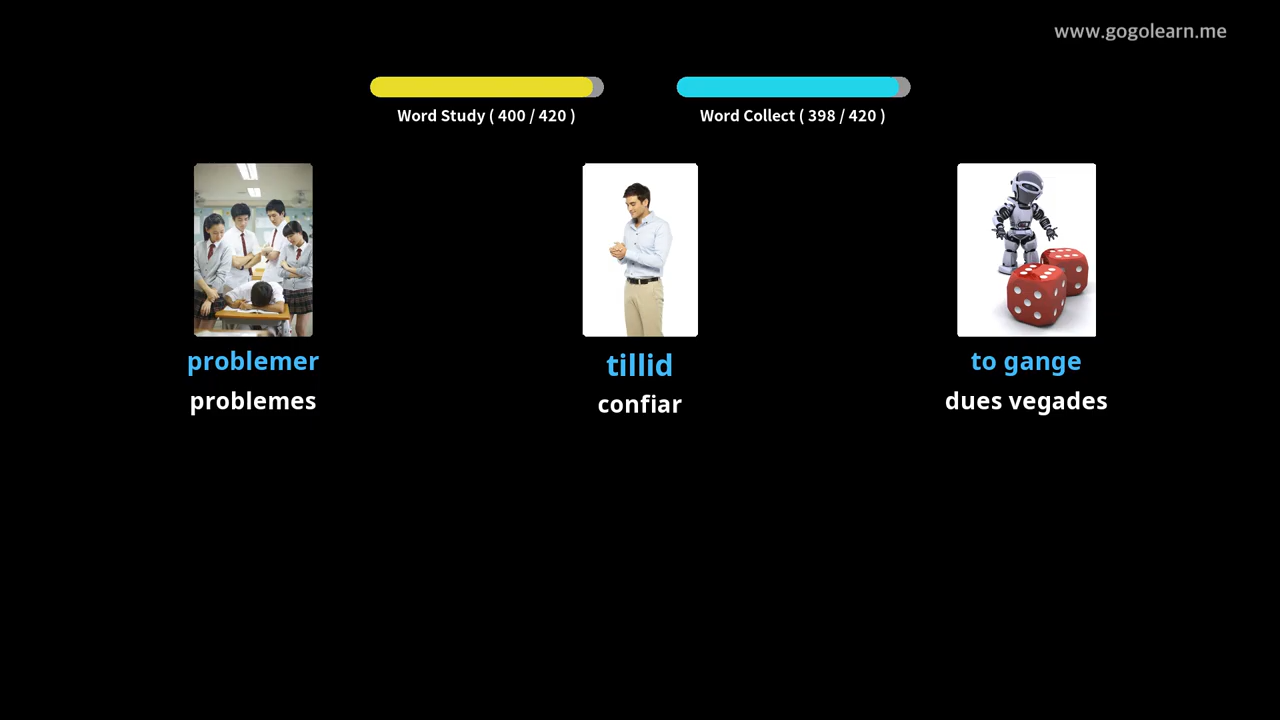 www.gogolearn.me
Word Study ( 400 / 420 )
Word Collect ( 398 / 420 )
problemer
problemes
tillid
confiar
to gange
dues vegades